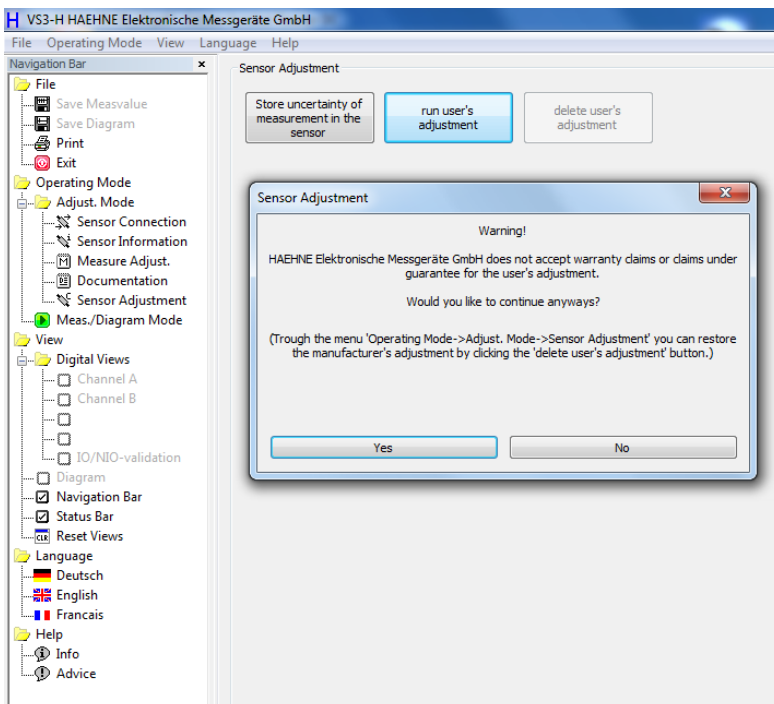 VS3-H HAEHNE Elektronische Messgeräte GmbH
File Operating Mode View Language Help
Navigation Bar x
File
Save Measvalue
Save Diagram
Print
Exit
Operating Mode
Adjust. Mode
Sensor Connection
Sensor Information
Measure Adjust.
Documentation
Sensor Adjustment
Meas./Diagram Mode
View
Digital Views
Channel A
Channel B
IO/NIO-validation
Diagram
Navigation Bar
Status Bar
CLR Reset Views
Language
Deutsch
English
Francais
Help
Info
Advice
Sensor Adjustment
Store uncertainty of
measurement in the
sensor
run user's
adjustment
delete user's
adjustment
Sensor Adjustment
Warning!
HAEHNE Elektronische Messgeräte GmbH does not accept warranty claims or claims under
guarantee for the user's adjustment.
Would you like to continue anyways?
(Trough the menu 'Operating Mode->Adjust. Mode->Sensor Adjustment' you can restore
the manufacturer's adjustment by clicking the 'delete user's adjustment' button.)
Yes
No